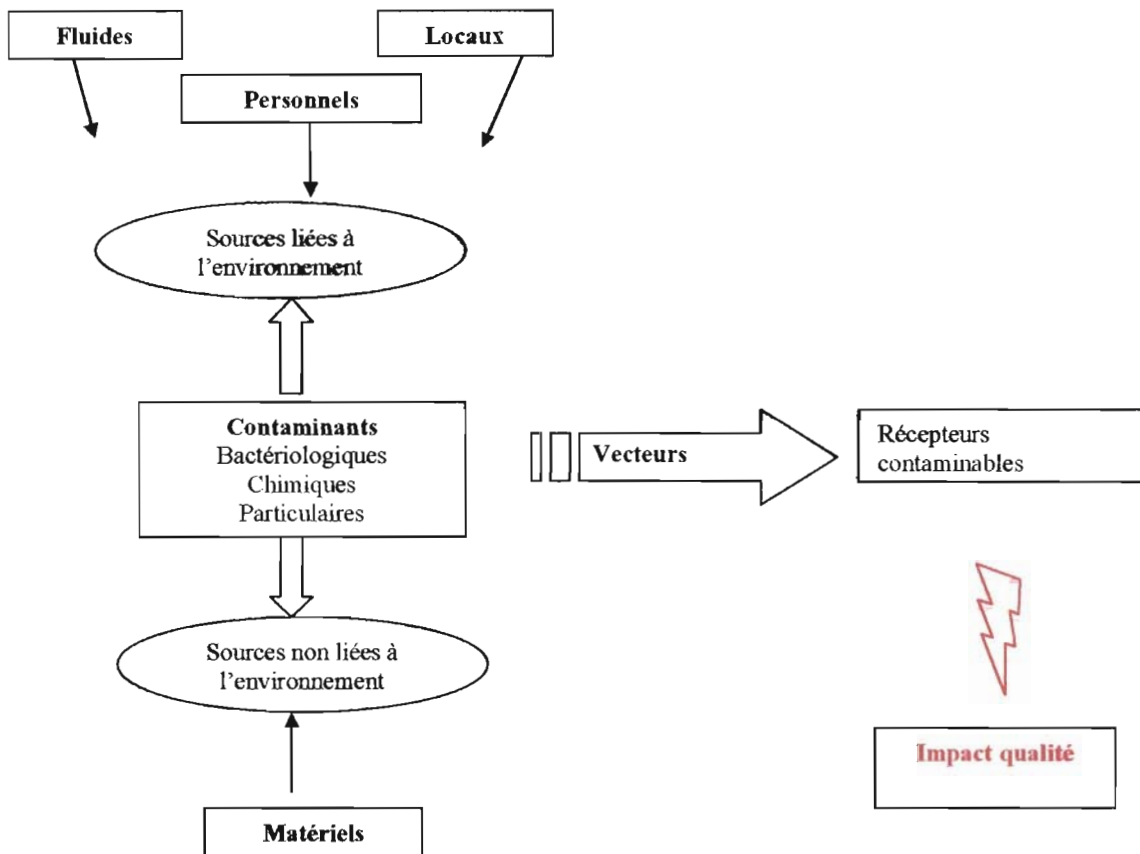 Fluides
Locaux
Personnels
Sources liées à
l'environnement
Contaminants
Bactériologiques
Chimiques
Particulaires
Vecteurs
Récepteurs
contaminables
Sources non liées à
l'environnement
Impact qualité
Matériels